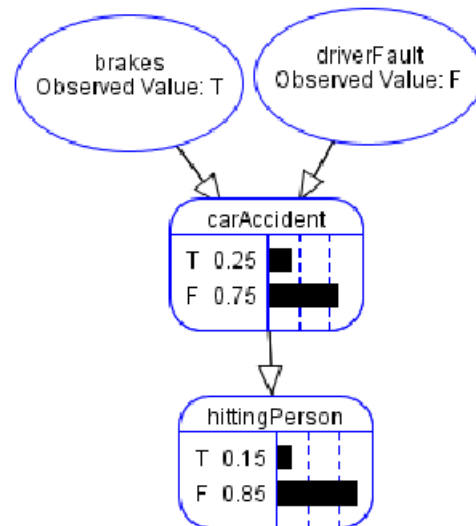 brakes
Observed Value: T
driverFault
Observed Value: F
carAccident
T 0.25
F 0.75
hittingPerson
T 0.15
F 0.85